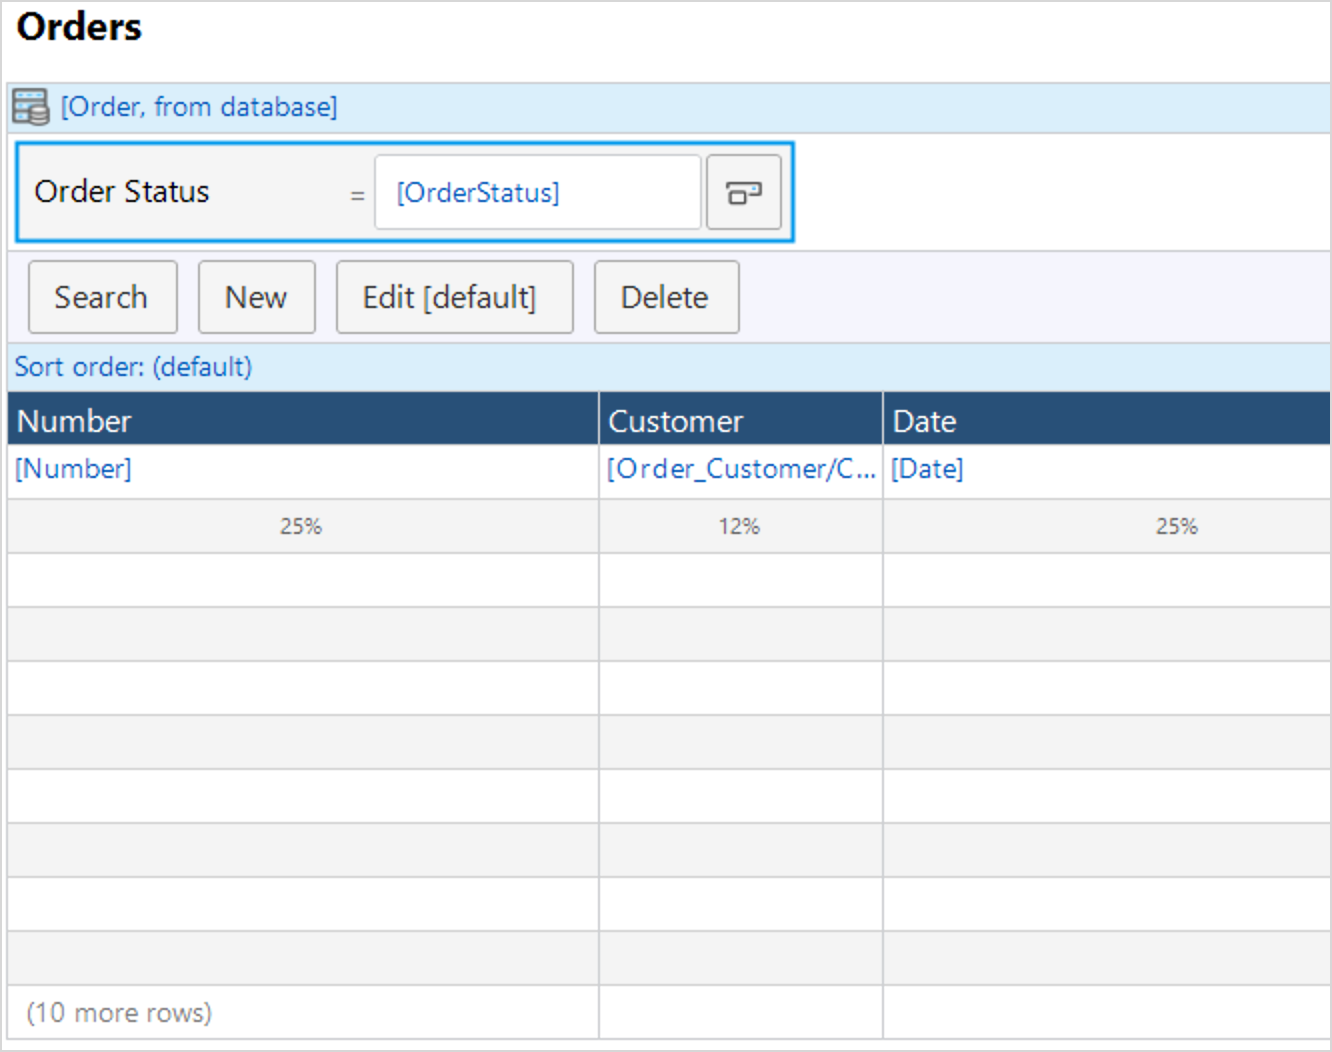 Orders
[Order, from database]
Order Status = [OrderStatus]
Search New Edit [default] Delete
Sort order: (default)
Number Customer Date
[Number] [Order_Customer/C... [Date]
25% 12% 25%
(10 more rows)